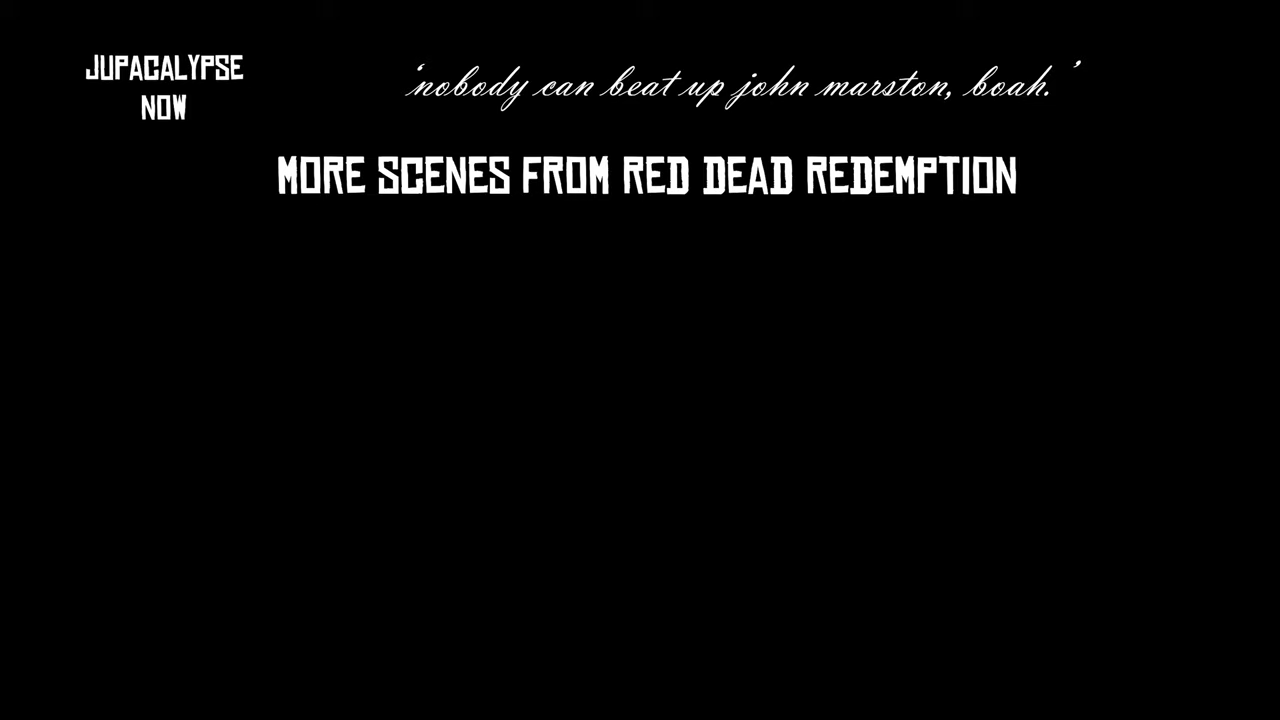 JUPACALYPSE
NOW
‘nobody can beat up john marston, boah.’
MORE SCENES FROM RED DEAD REDEMPTION